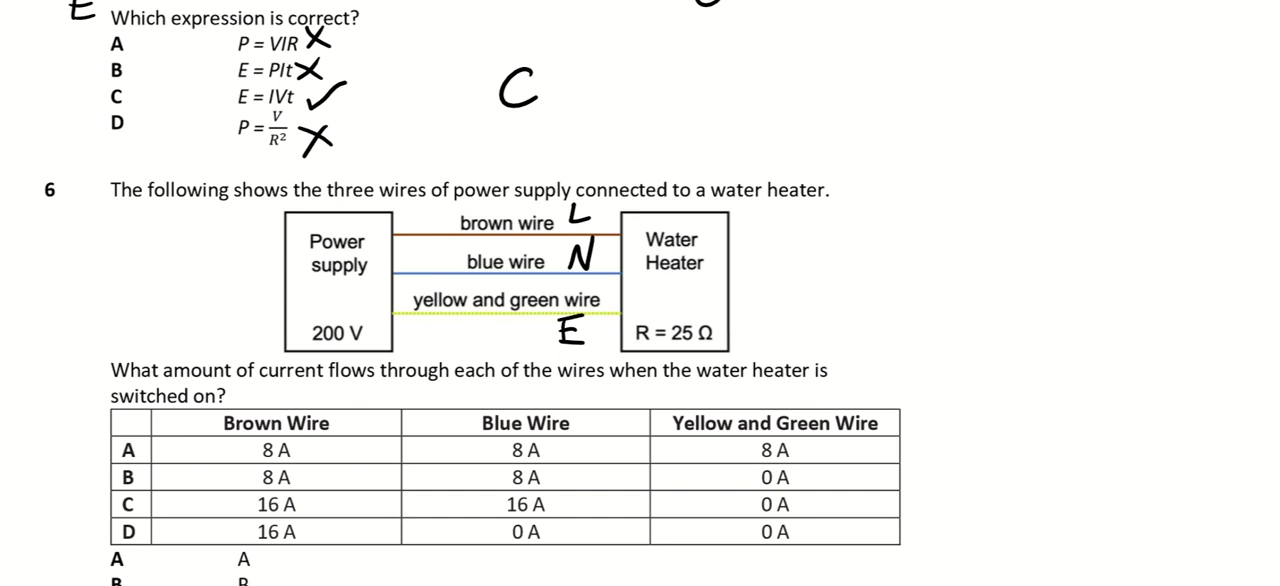 E Which expression is correct?
A P = VIR X
B E = PIt X
C E = IVt ✓
C
D P = V/R² X
6 The following shows the three wires of power supply connected to a water heater.
brown wire L
Power supply
Water Heater
blue wire N
yellow and green wire
E
200 V
R = 25 Ω
What amount of current flows through each of the wires when the water heater is
switched on?
Brown Wire Blue Wire Yellow and Green Wire
A 8 A 8 A 8 A
B 8 A 8 A 0 A
C 16 A 16 A 0 A
D 16 A 0 A 0 A
A A
B B